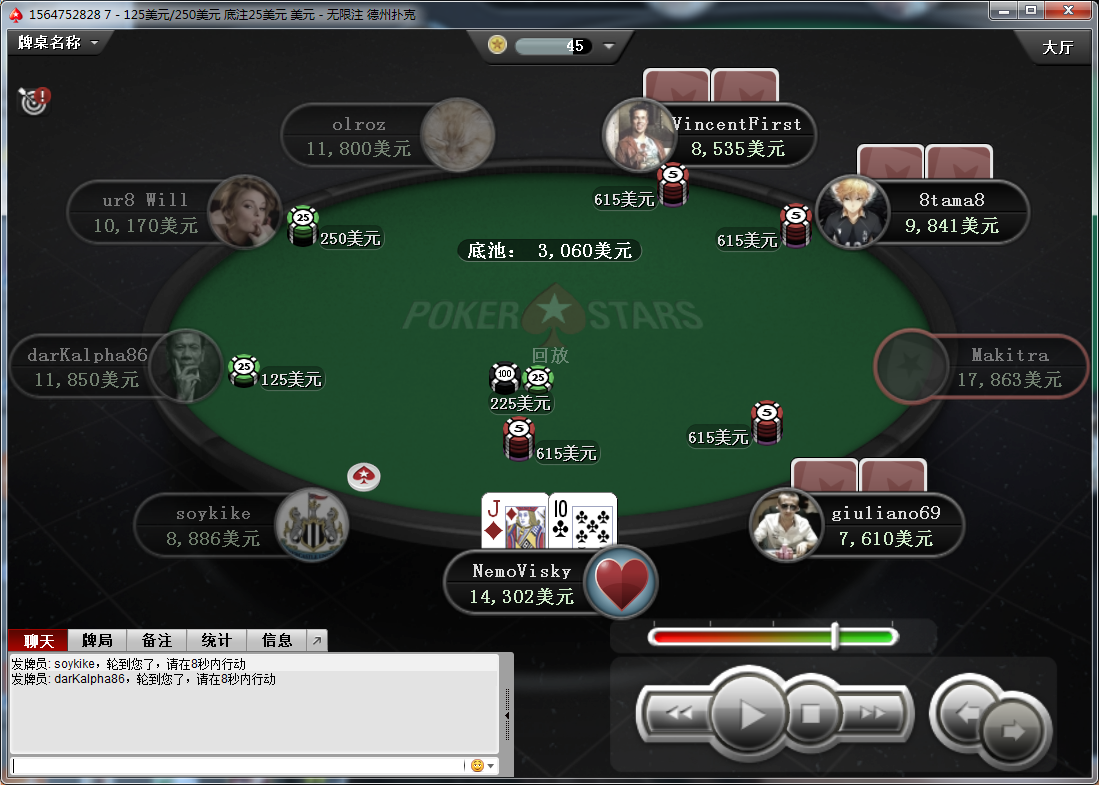 1564752828 7 - 125美元/250美元 底注25美元 美元 - 无限注 德州扑克
牌桌名称
45
大厅
olroz
11,800美元
VincentFirst
8,535美元
ur8 Will
10,170美元
8tama8
9,841美元
25
250美元
5
615美元
5
615美元
底池: 3,060美元
POKER STARS
回放
darKalpha86
11,850美元
25
125美元
100
25
225美元
Makitra
17,863美元
5
615美元
5
615美元
soykike
8,886美元
J
10
giuliano69
7,610美元
NemoVisky
14,302美元
聊天
牌局
备注
统计
信息
发牌员: soykike，轮到您了，请在8秒内行动
发牌员: darKalpha86，轮到您了，请在8秒内行动